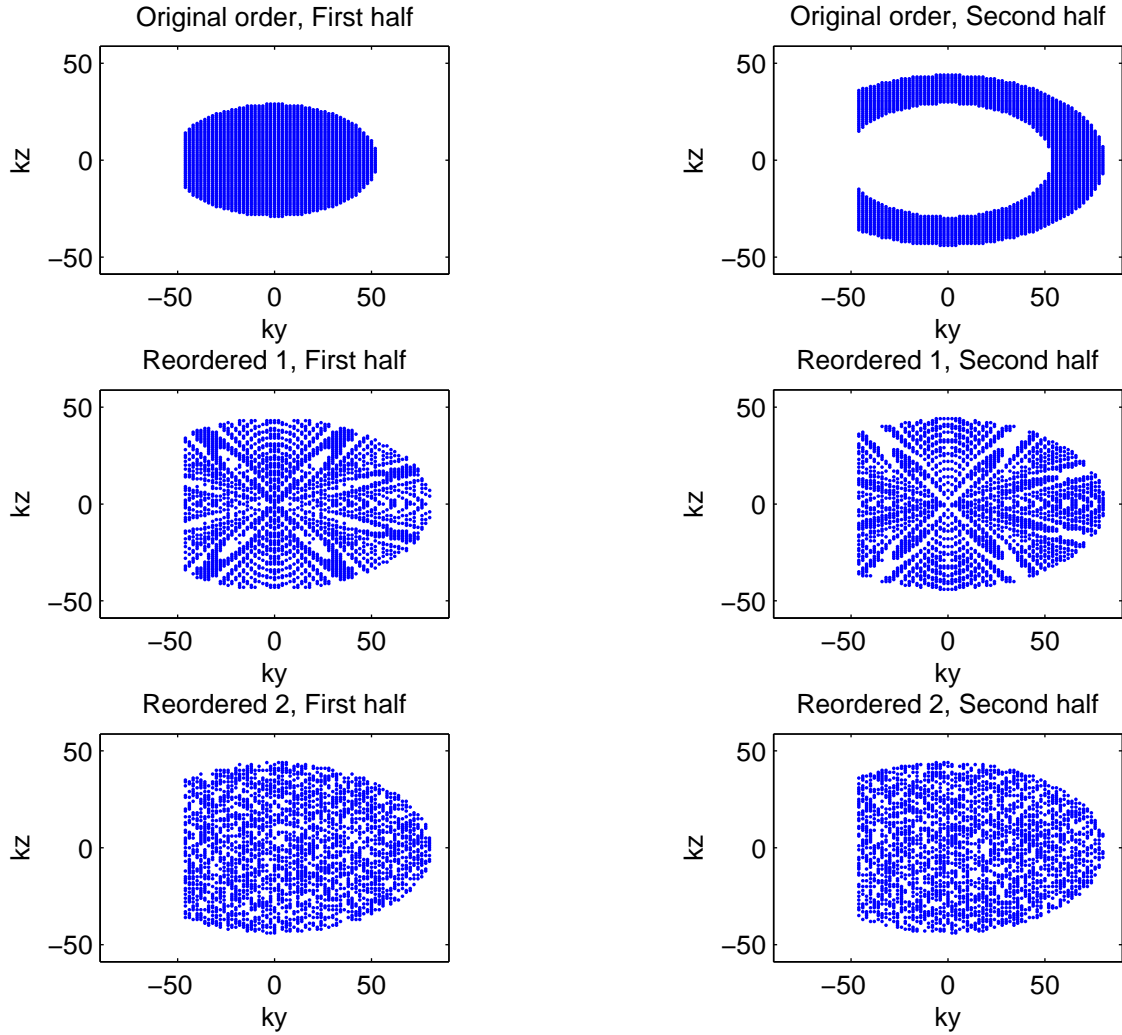 Original order, First half
50
0
−50
kz
−50 0 50
ky
Original order, Second half
50
0
−50
kz
−50 0 50
ky
Reordered 1, First half
50
0
−50
kz
−50 0 50
ky
Reordered 1, Second half
50
0
−50
kz
−50 0 50
ky
Reordered 2, First half
50
0
−50
kz
−50 0 50
ky
Reordered 2, Second half
50
0
−50
kz
−50 0 50
ky